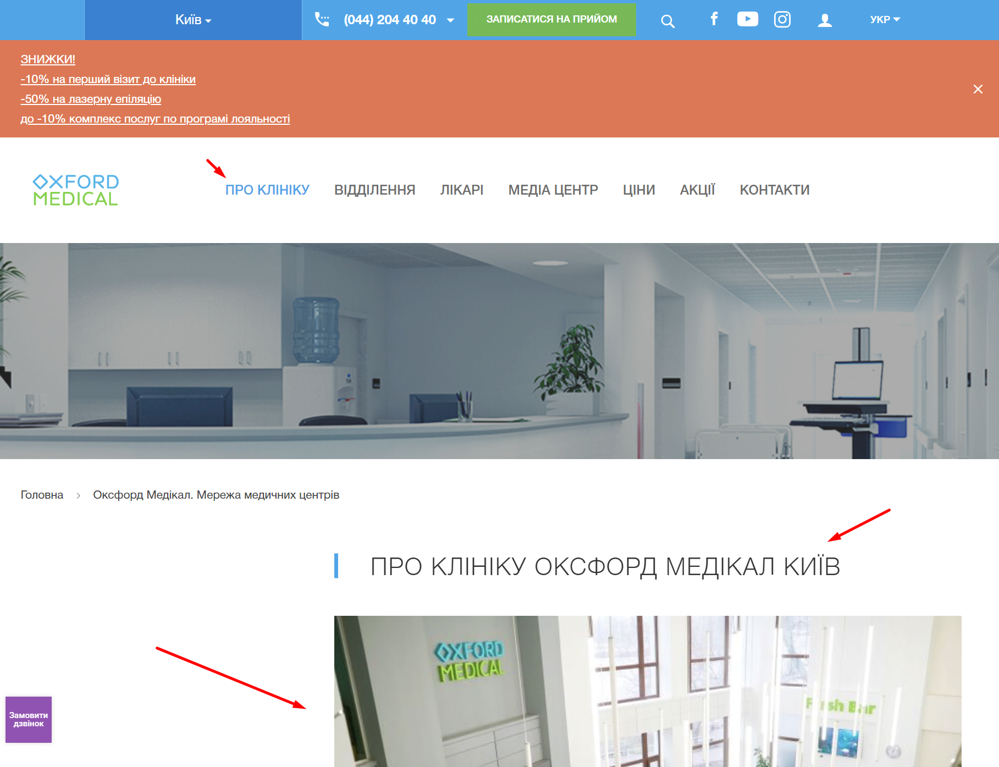 Київ
(044) 204 40 40
ЗАПИСАТИСЯ НА ПРИЙОМ
УКР
ЗНИЖКИ!
-10% на перший візит до клініки
-50% на лазерну епіляцію
до -10% комплекс послуг по програмі лояльності
OXFORD
MEDICAL
ПРО КЛІНІКУ ВІДДІЛЕННЯ ЛІКАРІ МЕДІА ЦЕНТР ЦІНИ АКЦІЇ КОНТАКТИ
Головна > Оксфорд Медікал. Мережа медичних центрів
ПРО КЛІНІКУ ОКСФОРД МЕДІКАЛ КИЇВ
OXFORD
MEDICAL
Fresh Bar
Замовити
дзвінок